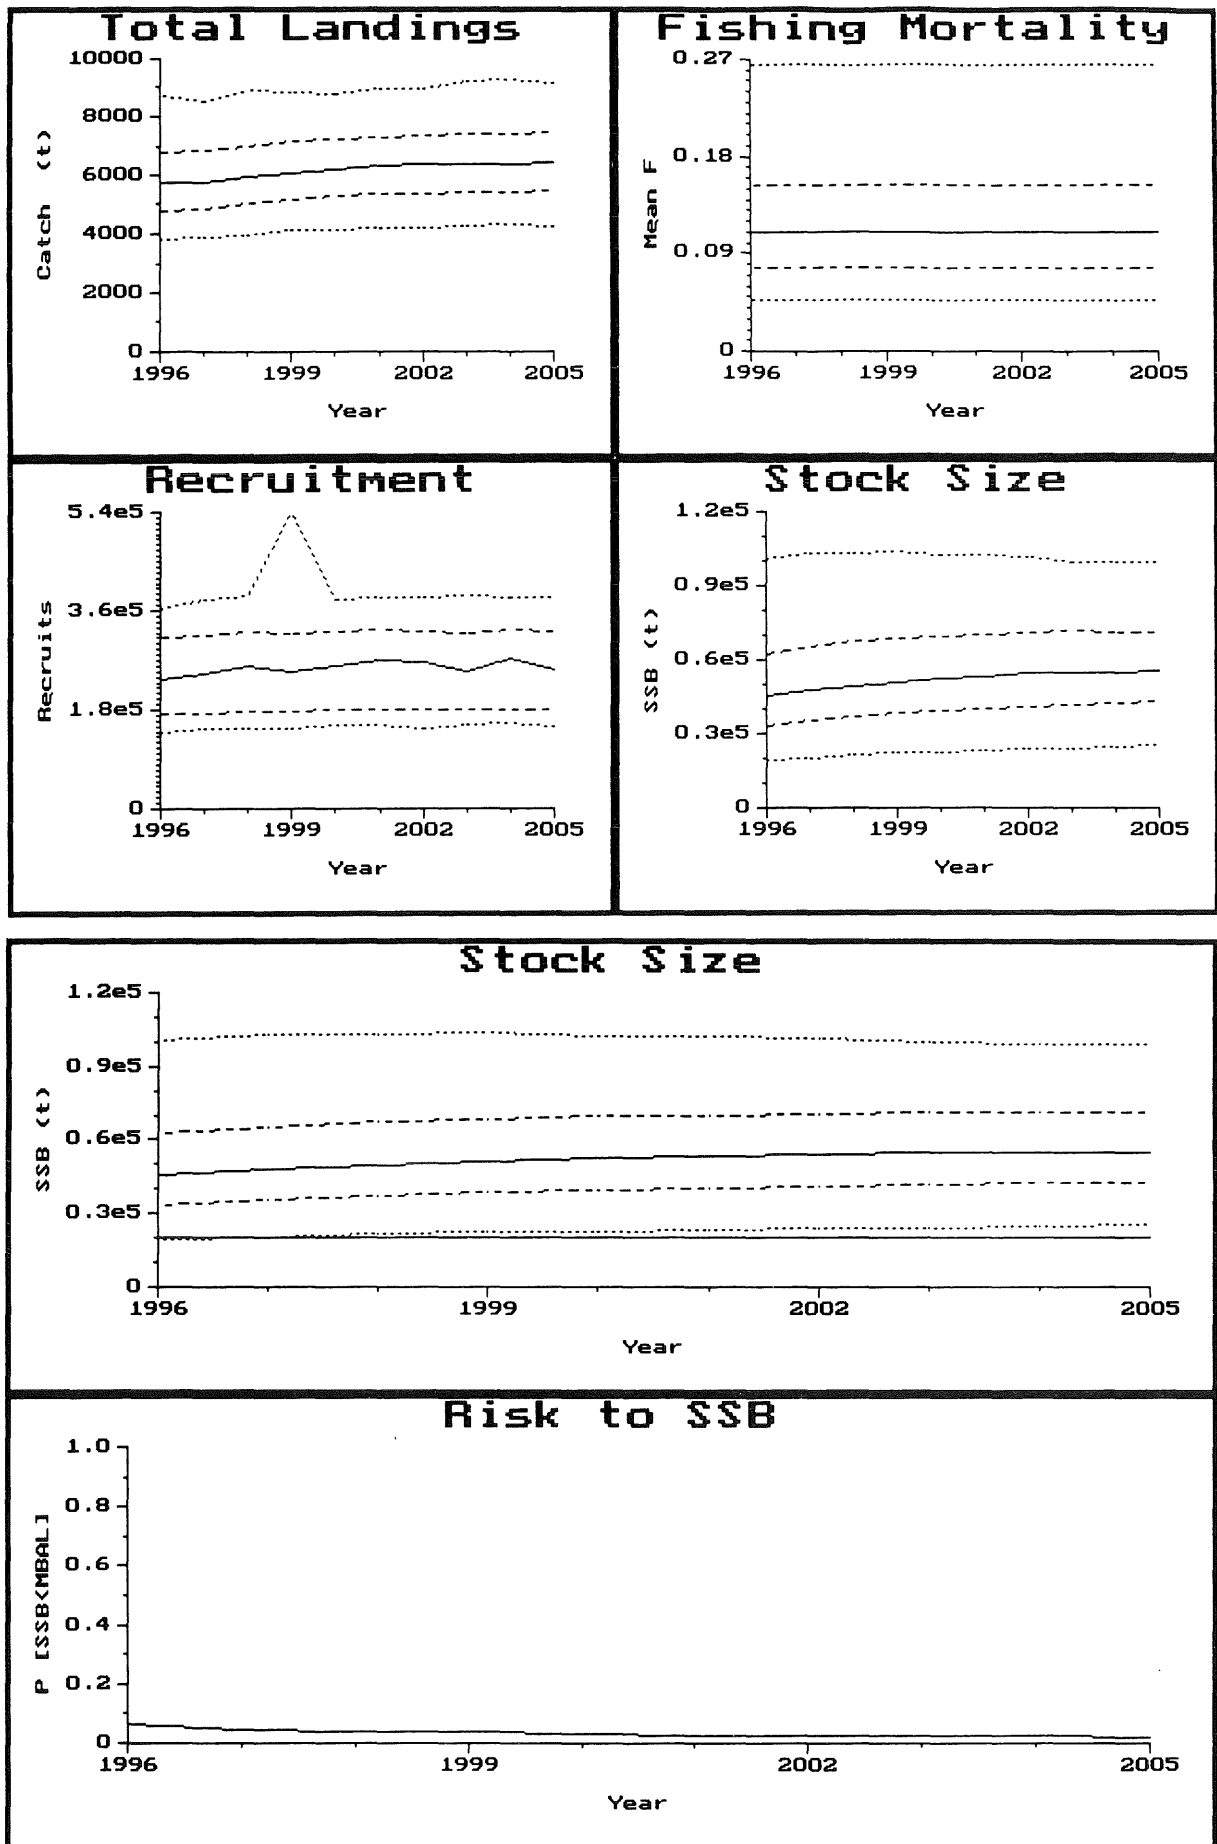 Total Landings
10000
8000
6000
4000
2000
0
Catch (t)
1996 1999 2002 2005
Year
Fishing Mortality
0.27
0.18
0.09
0
Mean F
1996 1999 2002 2005
Year
Recruitment
5.4e5
3.6e5
1.8e5
0
Recruits
1996 1999 2002 2005
Year
Stock Size
1.2e5
0.9e5
0.6e5
0.3e5
0
SSB (t)
1996 1999 2002 2005
Year
Stock Size
1.2e5
0.9e5
0.6e5
0.3e5
0
SSB (t)
1996 1999 2002 2005
Year
Risk to SSB
1.0
0.8
0.6
0.4
0.2
0
P [SSB<MBAL]
1996 1999 2002 2005
Year